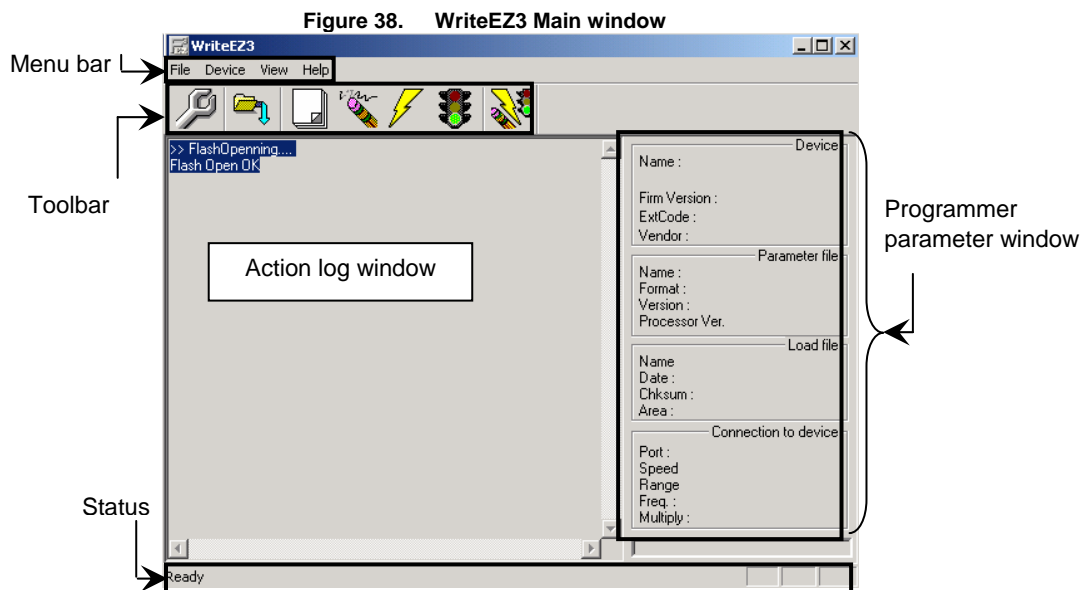 Figure 38. WriteEZ3 Main window
WriteEZ3
Menu bar
File Device View Help
Toolbar
>> FlashOpenning....
Flash Open OK
Action log window
Device
Name :
Firm Version :
ExtCode :
Vendor :
Parameter file
Name :
Format :
Version :
Processor Ver.
Load file
Name
Date :
Chksum :
Area :
Connection to device
Port :
Speed
Range
Freq. :
Multiply :
Programmer
parameter window
Status
Ready